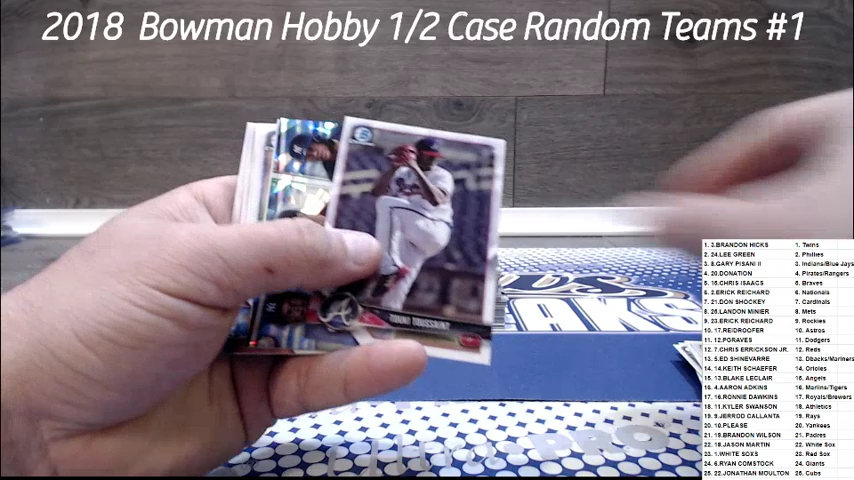 2018 Bowman Hobby 1/2 Case Random Teams #1
TOUKI TOUSSAINT
1. 3.BRANDON HICKS 1. Twins
2. 24.LEE GREEN 2. Phillies
3. 8.GARY PISANI II 3. Indians/Blue Jays
4. 20.DONATION 4. Pirates/Rangers
5. 15.CHRIS ISAACS 5. Braves
6. 2.ERICK REICHARD 6. Nationals
7. 21.DON SHOCKEY 7. Cardinals
8. 25.LANDON MINIER 8. Mets
9. 23.ERICK REICHARD 9. Rockies
10. 17.REIDROOFER 10. Astros
11. 12.PGRAVES 11. Dodgers
12. 7.CHRIS ERRICKSON JR. 12. Reds
13. 5.ED SHINEVARRE 13. Dbacks/Mariners
14. 14.KEITH SCHAEFER 14. Orioles
15. 13.BLAKE LECLAIR 15. Angels
16. 4.AARON ADKINS 16. Marlins/Tigers
17. 16.RONNIE DAWKINS 17. Royals/Brewers
18. 11.KYLER SWANSON 18. Athletics
19. 9.JERROD CALLANTA 19. Rays
20. 10.PLEASE 20. Yankees
21. 19.BRANDON WILSON 21. Padres
22. 18.JASON MARTIN 22. White Sox
23. 1.WHITE SOXS 23. Red Sox
24. 6.RYAN COMSTOCK 24. Giants
25. 22.JONATHAN MOULTON 25. Cubs